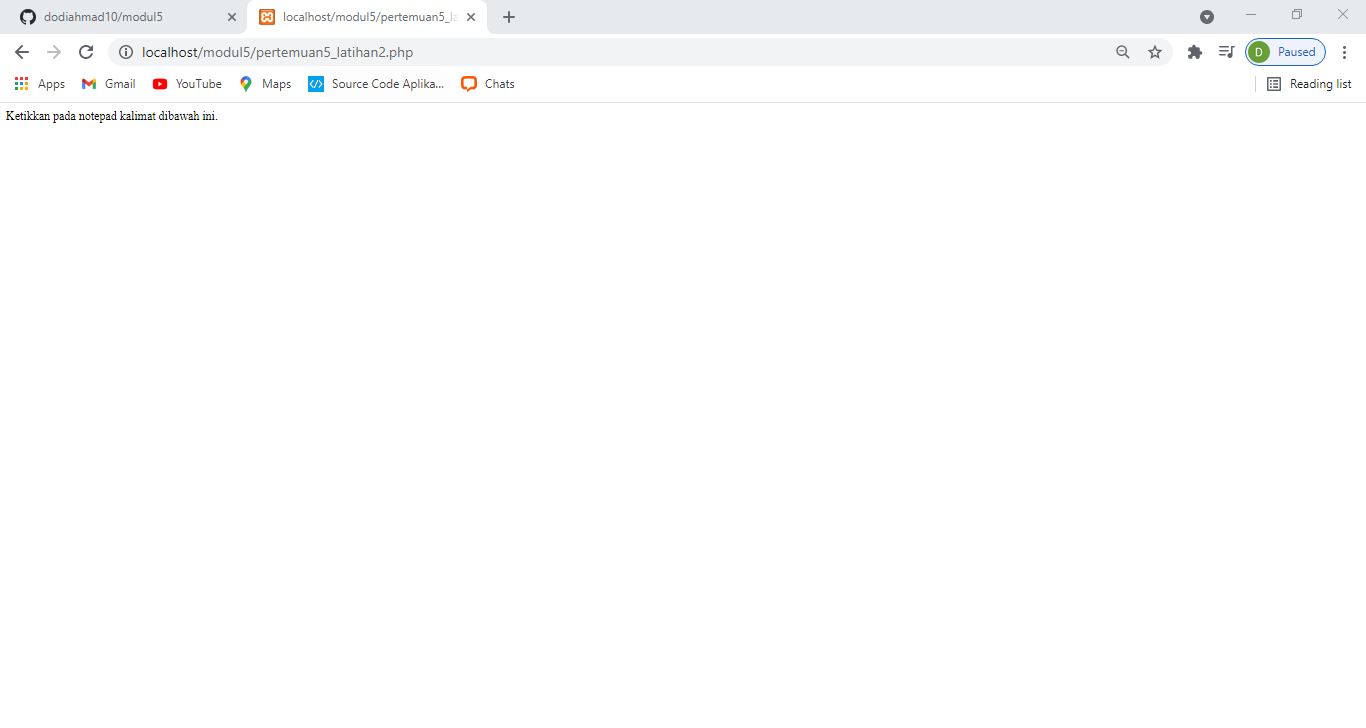 dodiahmad10/modul5
localhost/modul5/pertemuan5_la
localhost/modul5/pertemuan5_latihan2.php
D Paused
Apps Gmail YouTube Maps Source Code Aplika... Chats Reading list
Ketikkan pada notepad kalimat dibawah ini.